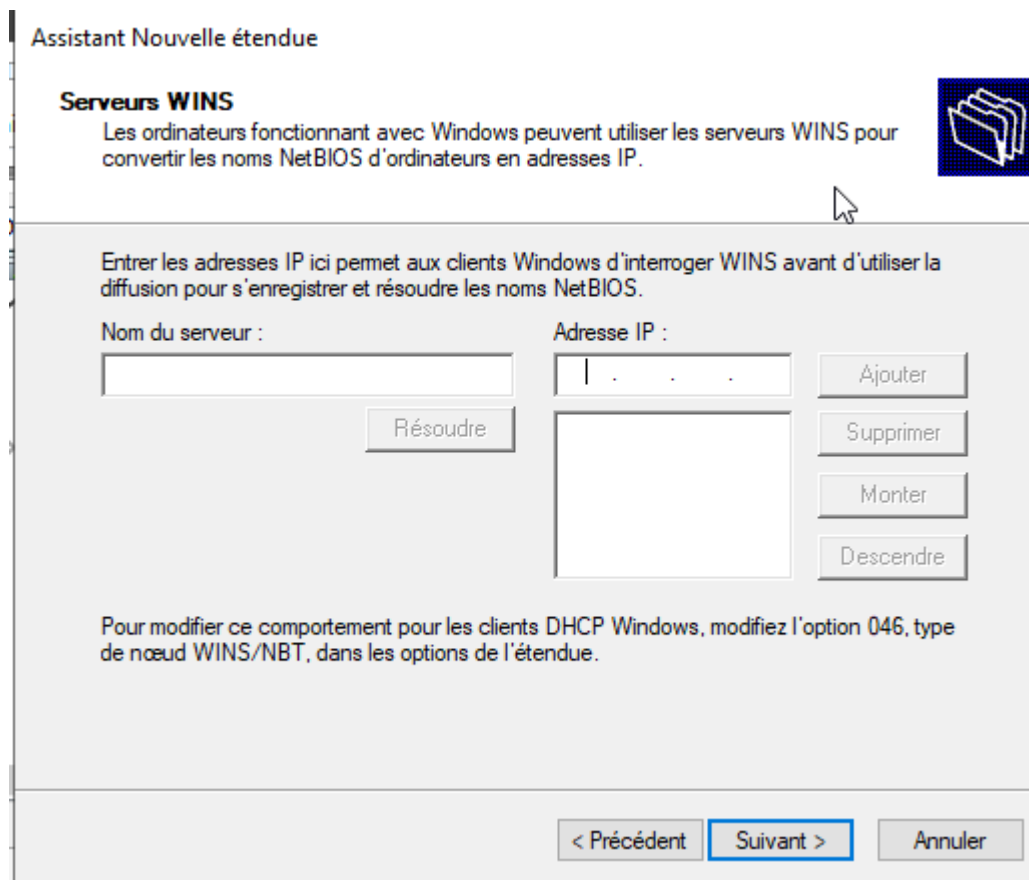 Assistant Nouvelle étendue
Serveurs WINS
Les ordinateurs fonctionnant avec Windows peuvent utiliser les serveurs WINS pour
convertir les noms NetBIOS d'ordinateurs en adresses IP.
Entrer les adresses IP ici permet aux clients Windows d'interroger WINS avant d'utiliser la
diffusion pour s'enregistrer et résoudre les noms NetBIOS.
Nom du serveur :
Adresse IP :
Ajouter
Résoudre
Supprimer
Monter
Descendre
Pour modifier ce comportement pour les clients DHCP Windows, modifiez l'option 046, type
de nœud WINS/NBT, dans les options de l'étendue.
< Précédent
Suivant >
Annuler